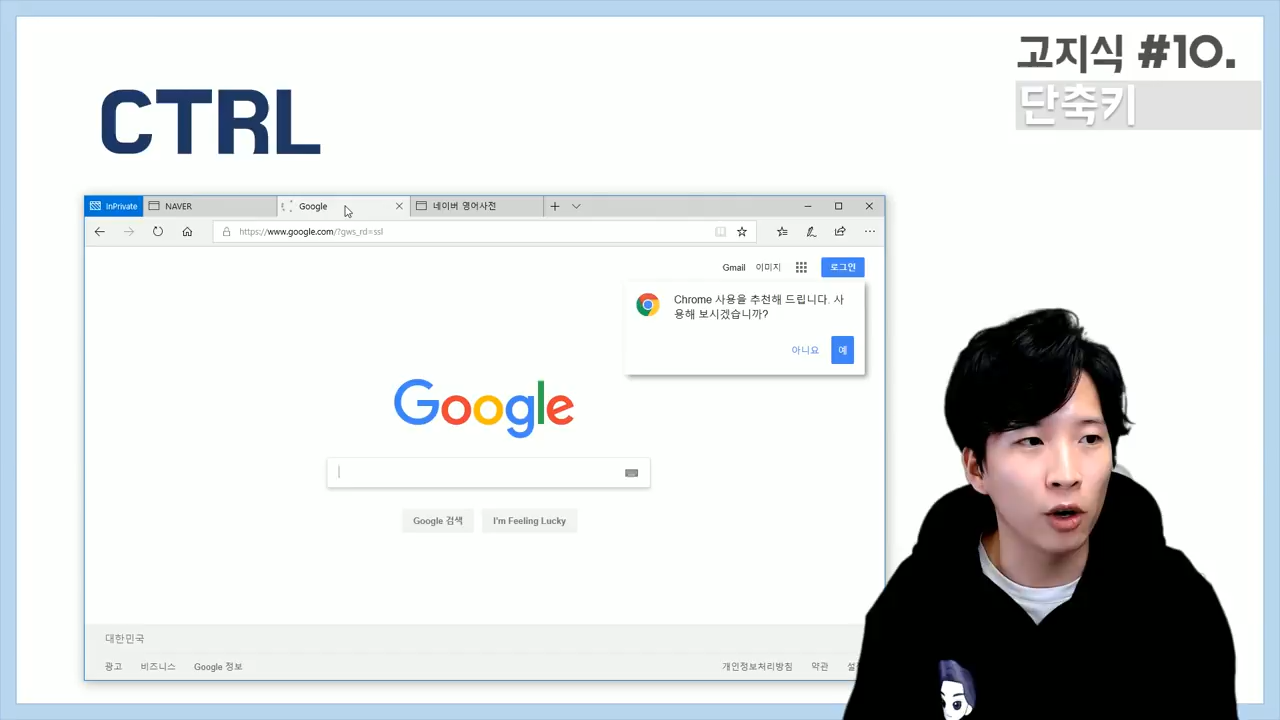 고지식 #10.
단축키
CTRL
InPrivate NAVER Google 네이버 영어사전
https://www.google.com/?gws_rd=ssl
Gmail 이미지 로그인
Chrome 사용을 추천해 드립니다. 사
용해 보시겠습니까?
아니요 예
Google
Google 검색 I'm Feeling Lucky
대한민국
광고 비즈니스 Google 정보 개인정보처리방침 약관